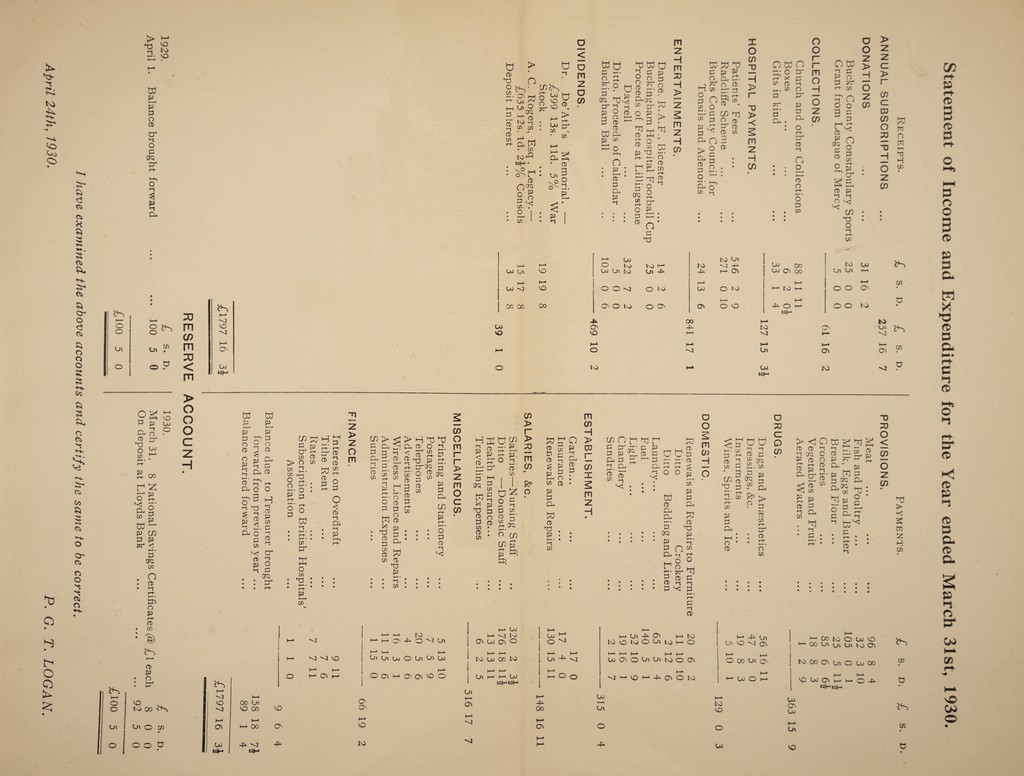 Statement of Income and Expenditure for the Year ended March 31st, 1930.
RECEIPTS.
£ s. D. £ s. D.
ANNUAL SUBSCRIPTIONS ... 257 16 7
DONATIONS ... 31 16 2
Bucks County Constabulary Sports 25 0 0
Grant from League of Mercy 5 0 0
61 16 2
COLLECTIONS.
Church and other Collections 88 11 11
Boxes ... ... 6 2 0½
Gifts in kind ... ... 33 1 4
127 15 3½
HOSPITAL PAYMENTS.
Patients' Fees ... ... 546 2 9
Radcliffe Scheme ... 271 0 10
Bucks County Council for
Tonsils and Adenoids ... 24 13 6
841 17 1
ENTERTAINMENTS.
Dance, R.A.F., Bicester ... 14 2 6
Buckingham Hospital Football Cup 25 0 0
Proceeds of Fete at Lillingstone
Dayrell ... ... 322 7 2
Ditto. Proceeds of Calendar ... 5 0 0
Buckingham Ball ... 103 0 6
469 10 2
DIVIDENDS.
Dr. De'Ath's Memorial.—
£399 13s. 11d. 5% War
Stock ... ... 19 19 8
A. C. Rogers, Esq., Legacy.—
£635 12s. 1d. 2½% Consols 15 17 8
Deposit Interest ... 3 3 8
39 1 0
£1797 16 3½
PAYMENTS.
£ s. D. £ s. D.
PROVISIONS.
Meat ... ... 96 8 4
Fish and Poultry ... 32 3 10
Milk, Eggs and Butter ... 105 0 1
Bread and Flour ... 25 5 11½
Groceries ... ... 85 6 6½
Vegetables and Fruit ... 18 8 3
Aerated Waters ... ... 1 2 9
363 15 9
DRUGS.
Drugs and Anæsthetics ... 56 16 11
Dressings, &c. ... ... 47 5 3
Instruments ... ... 19 8 0
Wines, Spirits and Ice ... 5 10 1
129 0 3
DOMESTIC.
Renewals and Repairs to Furniture 20 10 2
Ditto Crockery 11 10
Ditto Bedding and Linen 2 6
Laundry... ... ... 65 5 4
Fuel ... ... 140 5 1
Light ... ... 52
Chandlery ... ... 19 16
Sundries ... ... 2 13 7
315 0 4
ESTABLISHMENT.
Garden... ... ... 17 0
Insurance ... ... 17 4 0
Renewals and Repairs ... 130 15 11
148 16 11
SALARIES, &c.
Salaries—Nursing Staff ... 320 2 3½
Ditto —Domestic Staff ... 176 18 11½
Health Insurance... ... 13 13 11
Travelling Expenses ... 6 2 5
516 17 7
MISCELLANEOUS.
Printing and Stationery ... 5 13 10
Postages ... ... 7 5 9
Telephones ... ... 20 5 6
Advertisements ... ... 4 0 6
Wireless Licence and Repairs 16 3 6
Administration Expenses ... 11 15 1
Sundries ... ... 1 15 0
66 19 2
FINANCE
Interest on Overdraft ... 9 11
Tithe Rent ... ... 7 6
Rates ... ... ... 7 7 11
Subscription to British Hospitals'
Association ... ... 1 1 0
9 6 4
Balance due to Treasurer brought
forward from previous year ... 158 18 7½
Balance carried forward ... 89 1 4
£1797 16 3½
RESERVE ACCOUNT.
£ s. D.
1929.
April 1. Balance brought forward ... ... 100 5 0
£100 5 0
£ s. D.
1930.
March 31. 8 National Savings Certificates @ £1 each 8 0 0
On deposit at Lloyds Bank ... ... 92 5 0
£100 5 0
I have examined the above accounts and certify the same to be correct.
April 24th, 1930.
P. G. T. LOGAN.